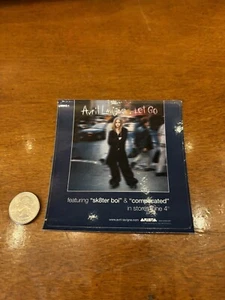 Avril Lavigne Let Go
featuring "sk8ter boi" & "complicated"
in stores june 4
ARISTA